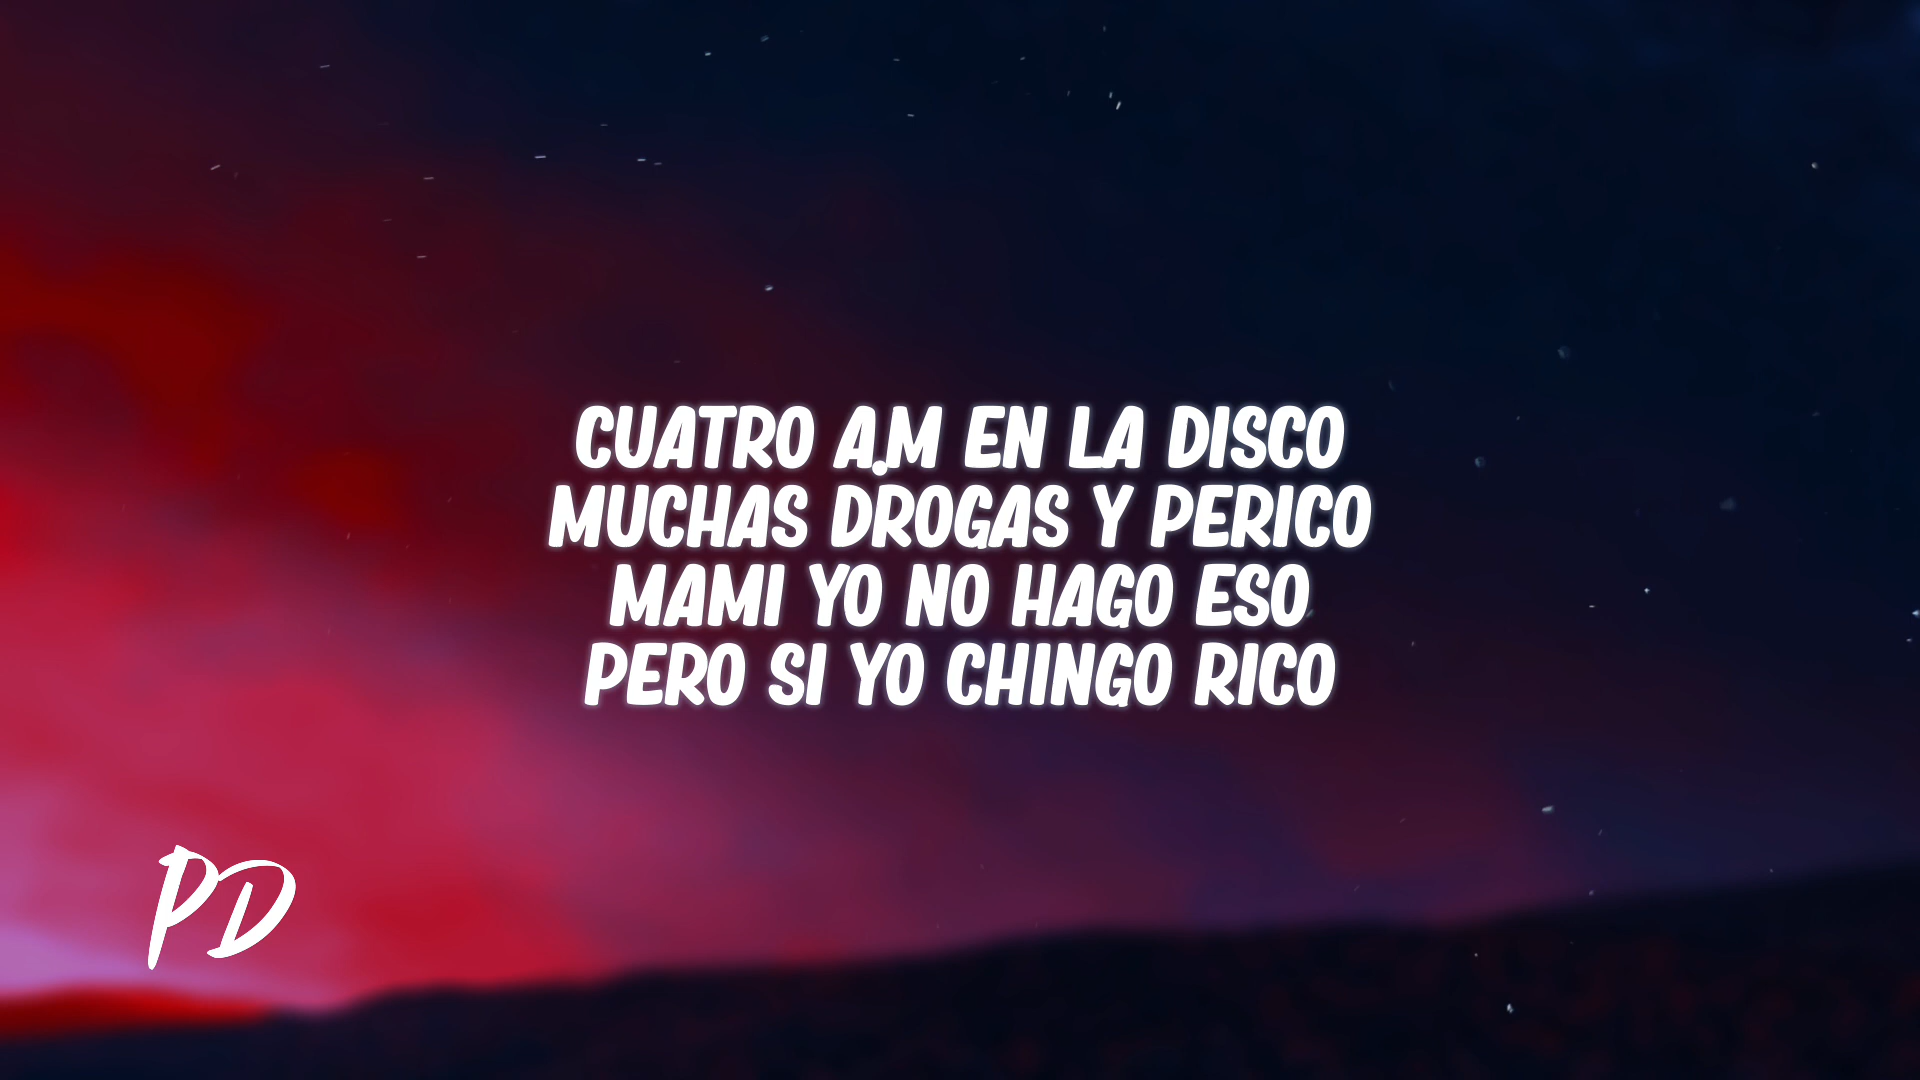 CUATRO A.M EN LA DISCO
MUCHAS DROGAS Y PERICO
MAMI YO NO HAGO ESO
PERO SI YO CHINGO RICO
PD